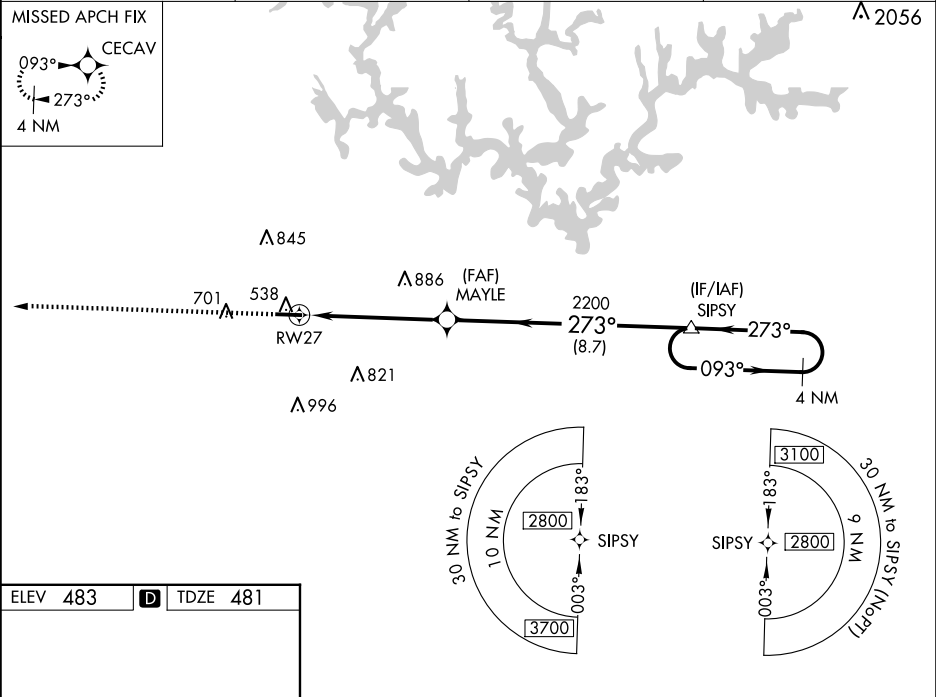 MISSED APCH FIX
CECAV
093°
273°
4 NM
2056
845
886
(FAF)
MAYLE
701
538
RW27
2200
273°
(8.7)
(IF/IAF)
SIPSY
273°
093°
4 NM
821
996
30 NM to SIPSY
10 NM
183°
2800
SIPSY
003°
3700
3100
183°
30 NM to SIPSY (NoPT)
9 NM
SIPSY
2800
003°
ELEV 483
D
TDZE 481